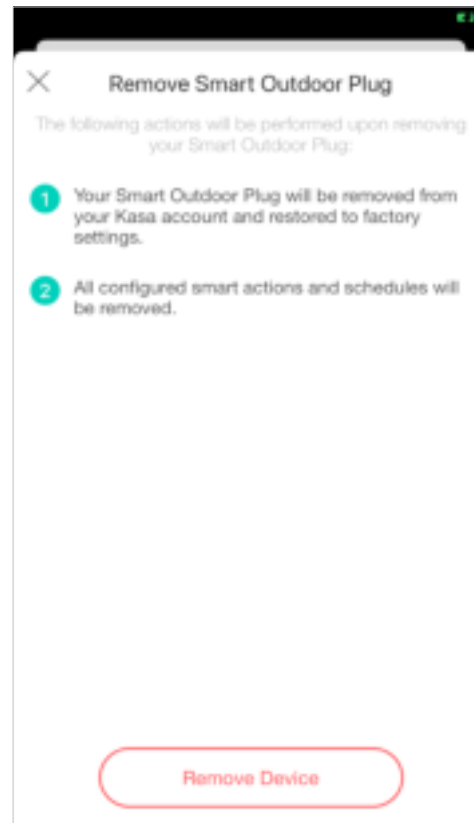 Remove Smart Outdoor Plug
The following actions will be performed upon removing
your Smart Outdoor Plug:
1 Your Smart Outdoor Plug will be removed from
your Kasa account and restored to factory
settings.
2 All configured smart actions and schedules will
be removed.
Remove Device